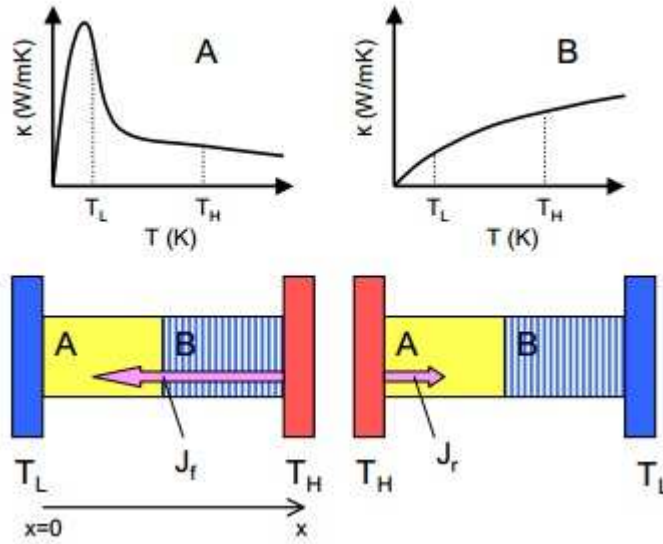 κ (W/mK)
A
T_L
T_H
T (K)
κ (W/mK)
B
T_L
T_H
T (K)
A
B
J_f
T_L
T_H
x=0
x
A
B
J_r
T_H
T_L